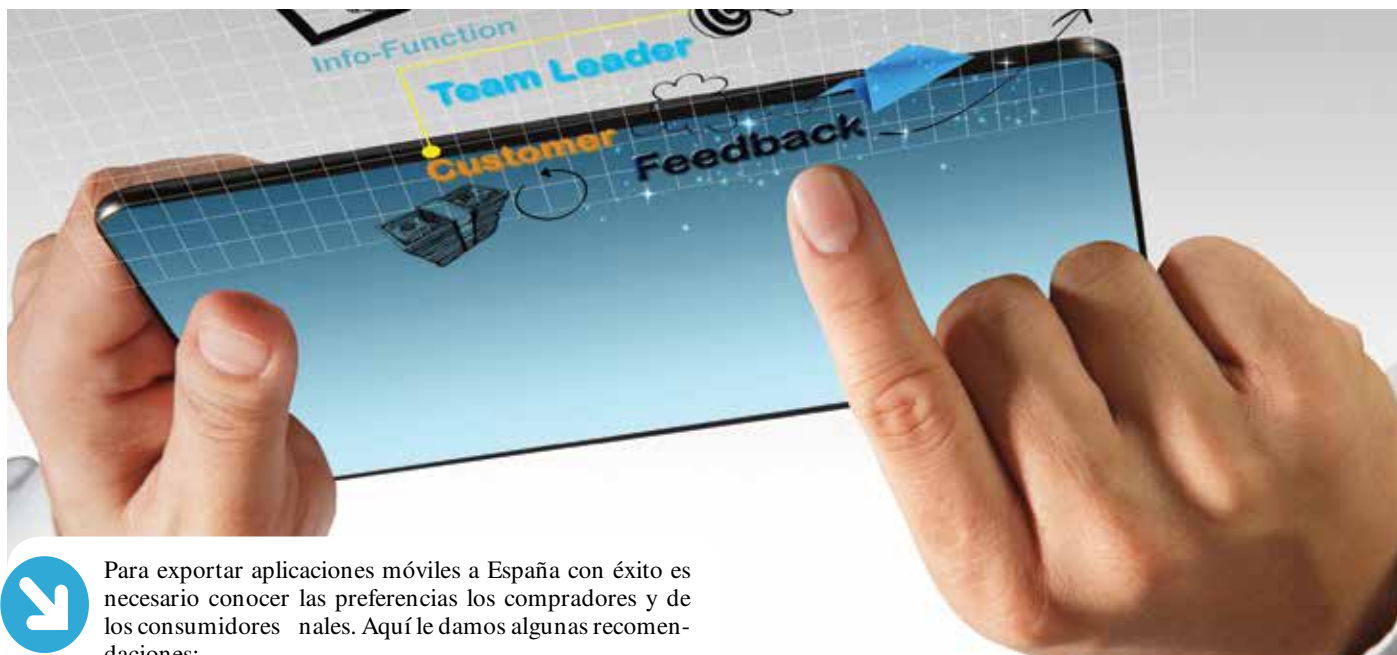 Info-Function
Team Leader
Customer
Feedback
Para exportar aplicaciones móviles a España con éxito es
necesario conocer las preferencias los compradores y de
los consumidores nales. Aquí le damos algunas recomen-
daciones: